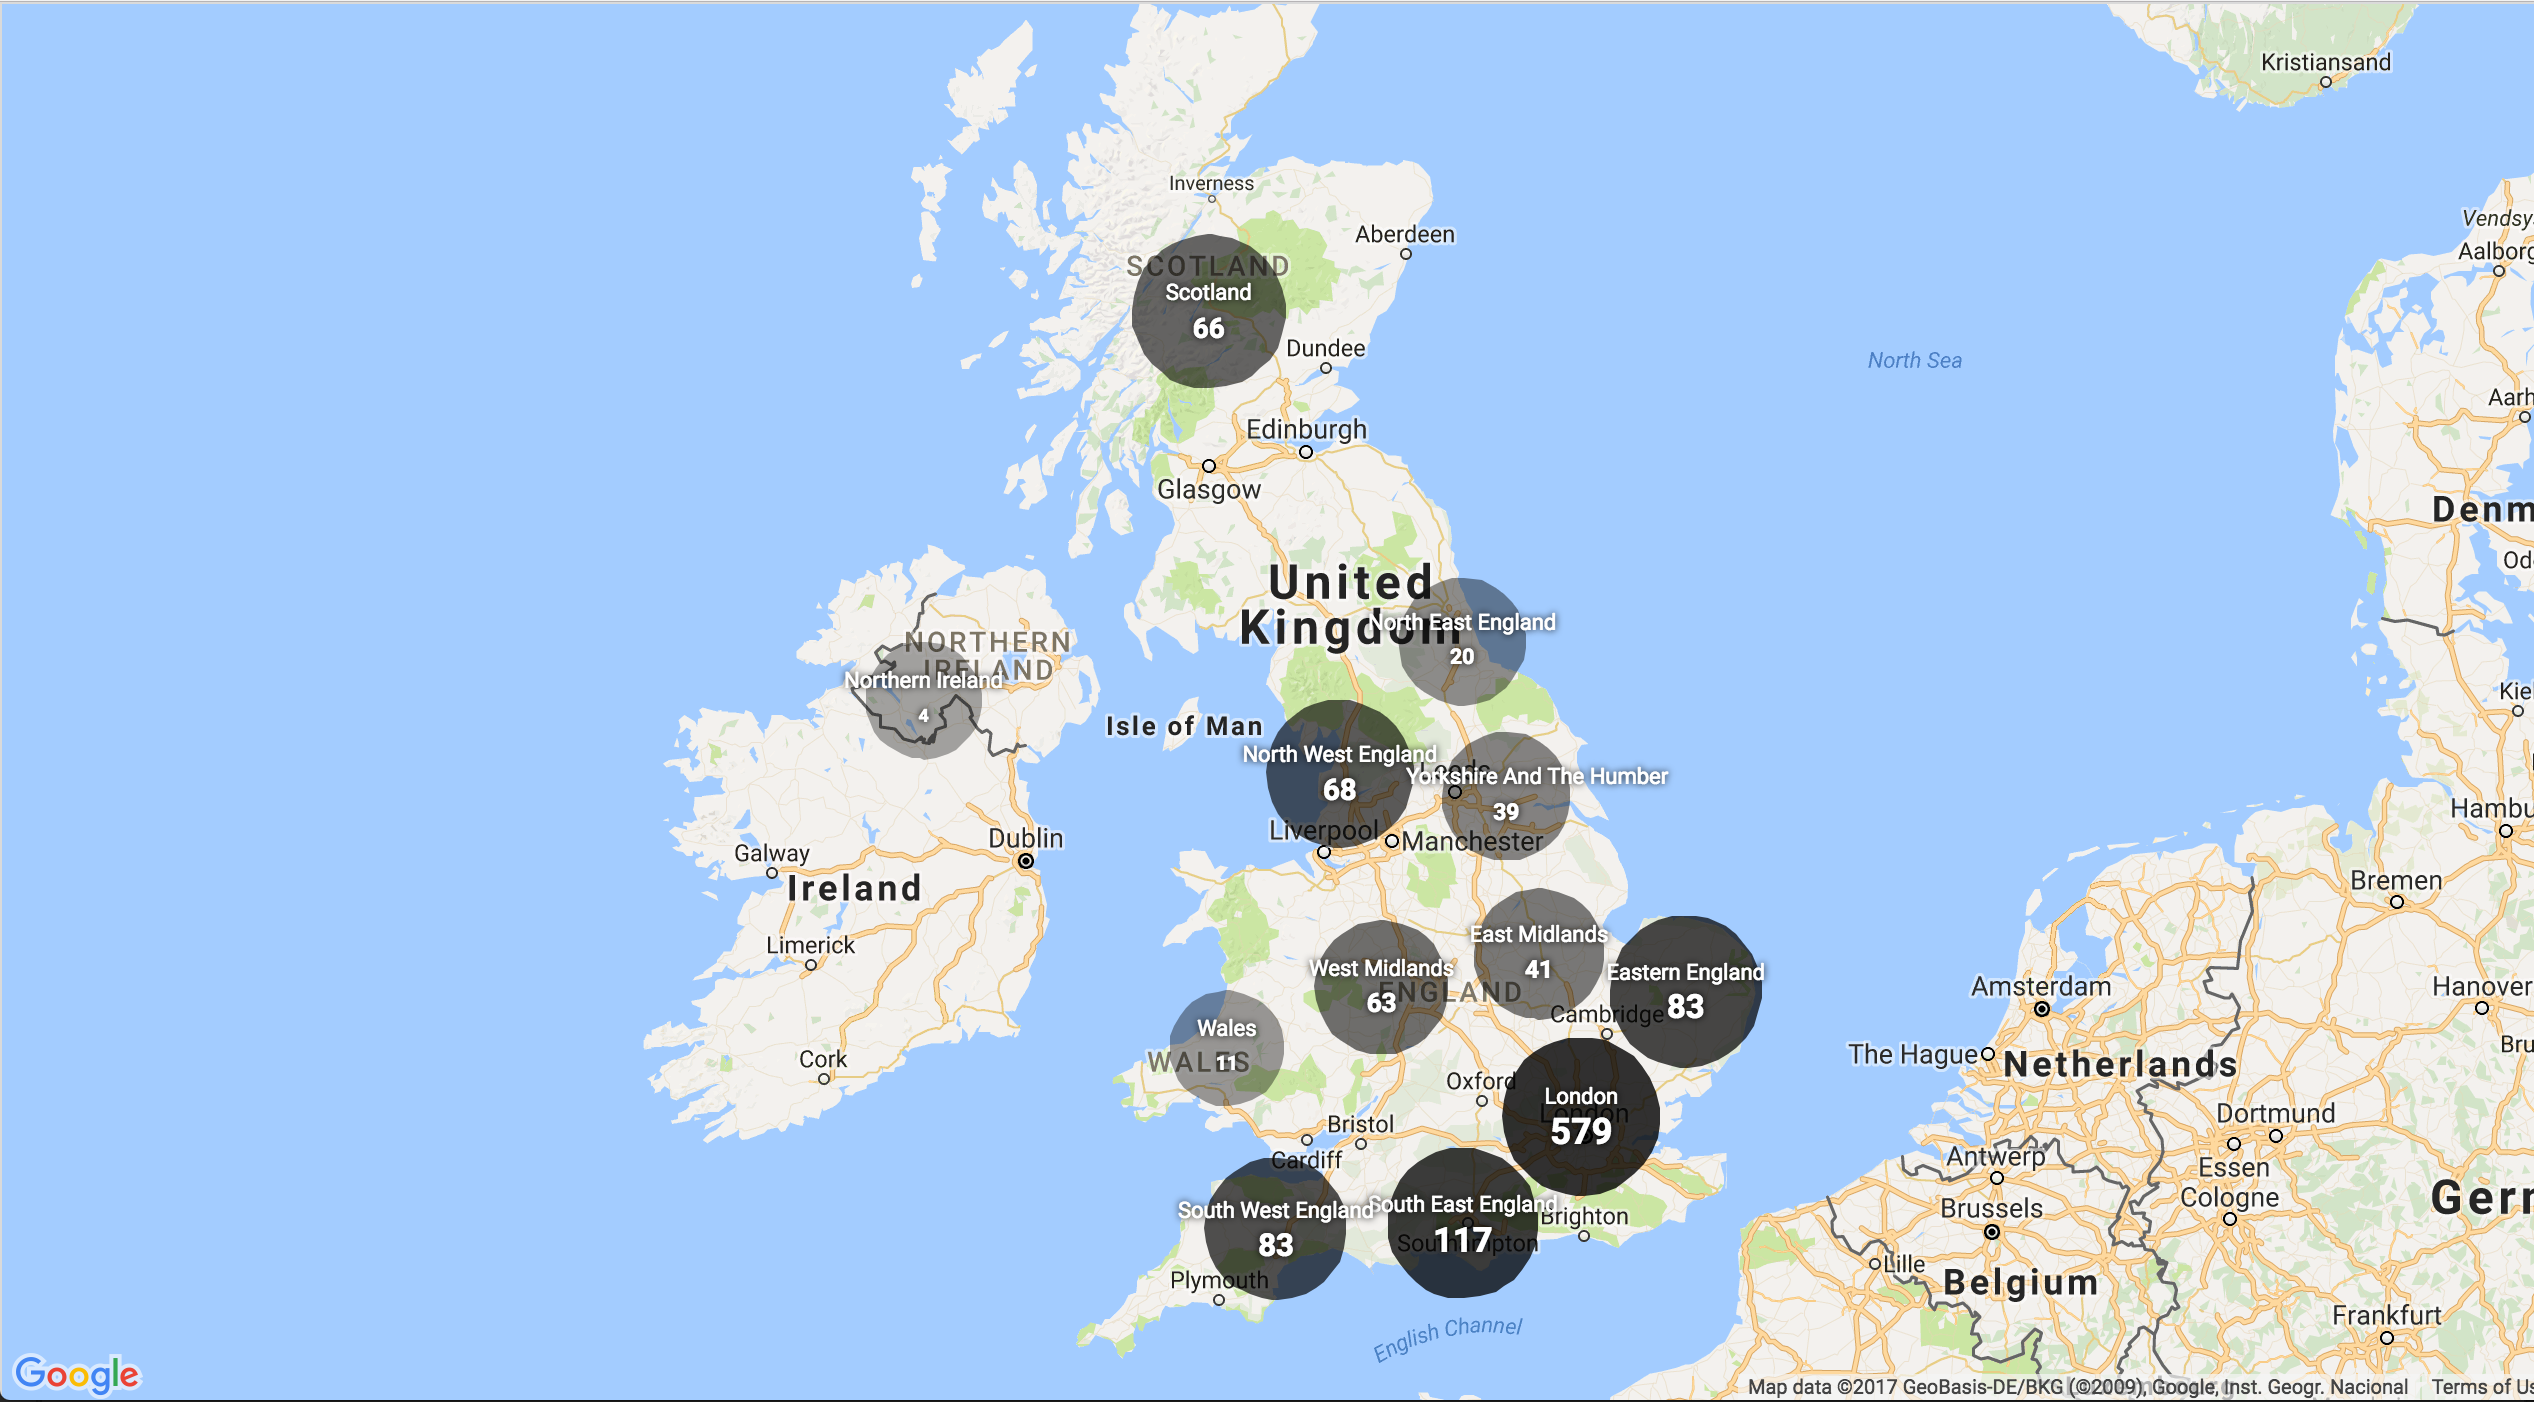 Kristiansand
Inverness
Aberdeen
Vendsy
Aalborg
SCOTLAND
Scotland
66
Dundee
North Sea
Aarh
Edinburgh
Glasgow
Denm
Od
United
Kingdom
North East England
20
NORTHERN
IRELAND
Northern Ireland
4
Kiel
Isle of Man
North West England
68
Leeds
Yorkshire And The Humber
39
Hambu
Liverpool
Manchester
Dublin
Galway
Ireland
Bremen
Limerick
East Midlands
41
West Midlands
63
ENGLAND
Eastern England
83
Amsterdam
Hanover
Cambridge
Wales
11
WALES
Cork
The Hague
Netherlands
Bru
Oxford
London
London
579
Dortmund
Bristol
Cardiff
Antwerp
Essen
Cologne
Germ
South West England
83
South East England
117
Southampton
Brighton
Brussels
Lille
Belgium
Plymouth
English Channel
Frankfurt
Google
Map data ©2017 GeoBasis-DE/BKG (©2009), Google, Inst. Geogr. Nacional
Terms of Us